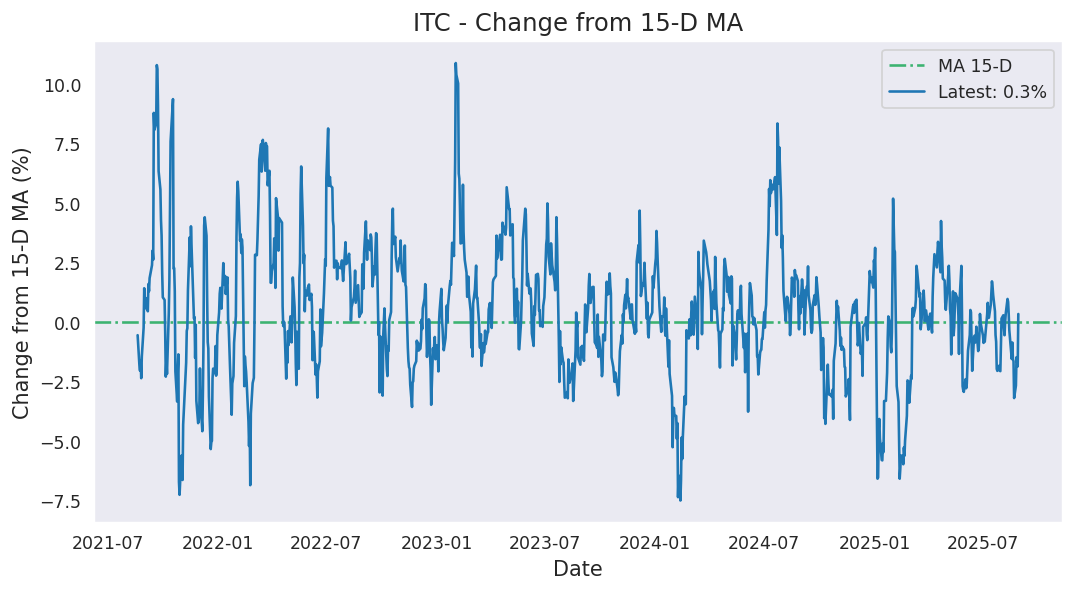 ITC - Change from 15-D MA
MA 15-D
Latest: 0.3%
Change from 15-D MA (%)
10.0
7.5
5.0
2.5
0.0
−2.5
−5.0
−7.5
2021-07 2022-01 2022-07 2023-01 2023-07 2024-01 2024-07 2025-01 2025-07
Date